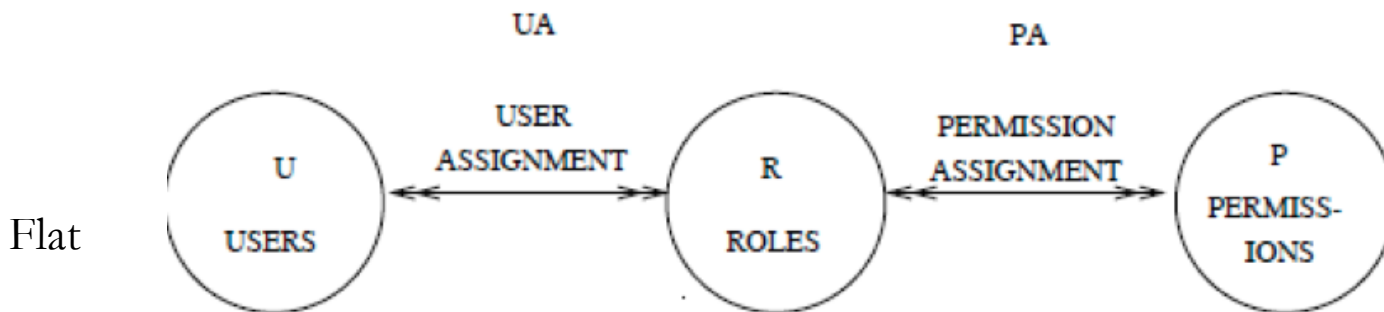 UA
PA
USER
ASSIGNMENT
PERMISSION
ASSIGNMENT
U
USERS
R
ROLES
P
PERMISS-
IONS
Flat